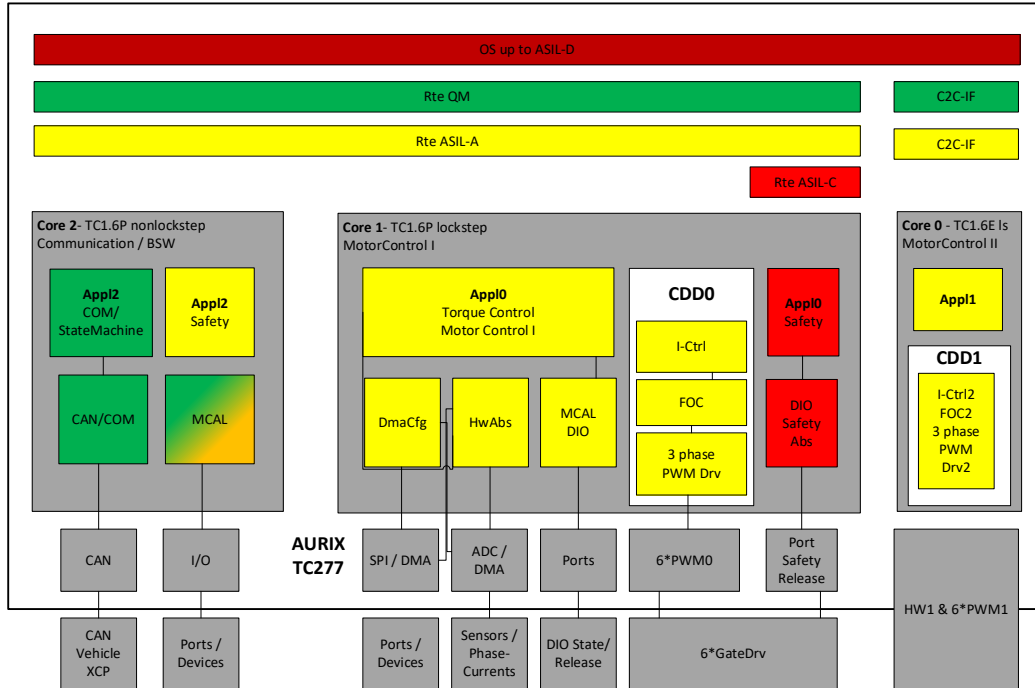 OS up to ASIL-D
Rte QM
C2C-IF
Rte ASIL-A
C2C-IF
Rte ASIL-C
Core 2- TC1.6P nonlockstep
Communication / BSW
Appl2
COM/
StateMachine
Appl2
Safety
CAN/COM
MCAL
Core 1- TC1.6P lockstep
MotorControl I
Appl0
Torque Control
Motor Control I
DmaCfg
HwAbs
MCAL
DIO
CDD0
I-Ctrl
FOC
3 phase
PWM Drv
Appl0
Safety
DIO
Safety
Abs
Core 0 - TC1.6E ls
MotorControl II
Appl1
CDD1
I-Ctrl2
FOC2
3 phase
PWM
Drv2
CAN
I/O
AURIX
TC277
SPI / DMA
ADC /
DMA
Ports
6*PWM0
Port
Safety
Release
HW1 & 6*PWM1
CAN
Vehicle
XCP
Ports /
Devices
Ports /
Devices
Sensors /
Phase-
Currents
DIO State/
Release
6*GateDrv